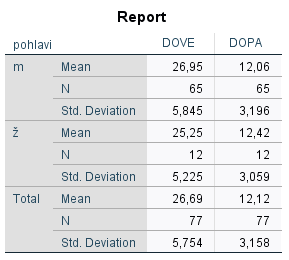 Report
pohlavi DOVE DOPA
m Mean 26,95 12,06
N 65 65
Std. Deviation 5,845 3,196
ž Mean 25,25 12,42
N 12 12
Std. Deviation 5,225 3,059
Total Mean 26,69 12,12
N 77 77
Std. Deviation 5,754 3,158